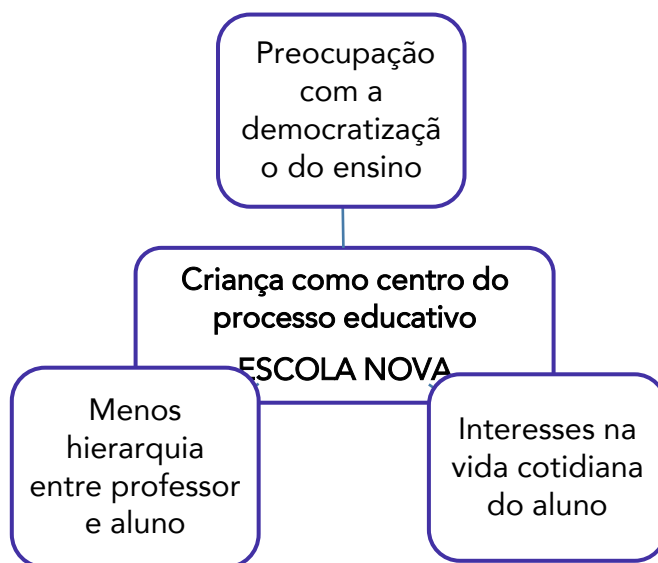 Preocupação
com a
democratizaçã
o do ensino
Criança como centro do
processo educativo
ESCOLA NOVA
Menos
hierarquia
entre professor
e aluno
Interesses na
vida cotidiana
do aluno